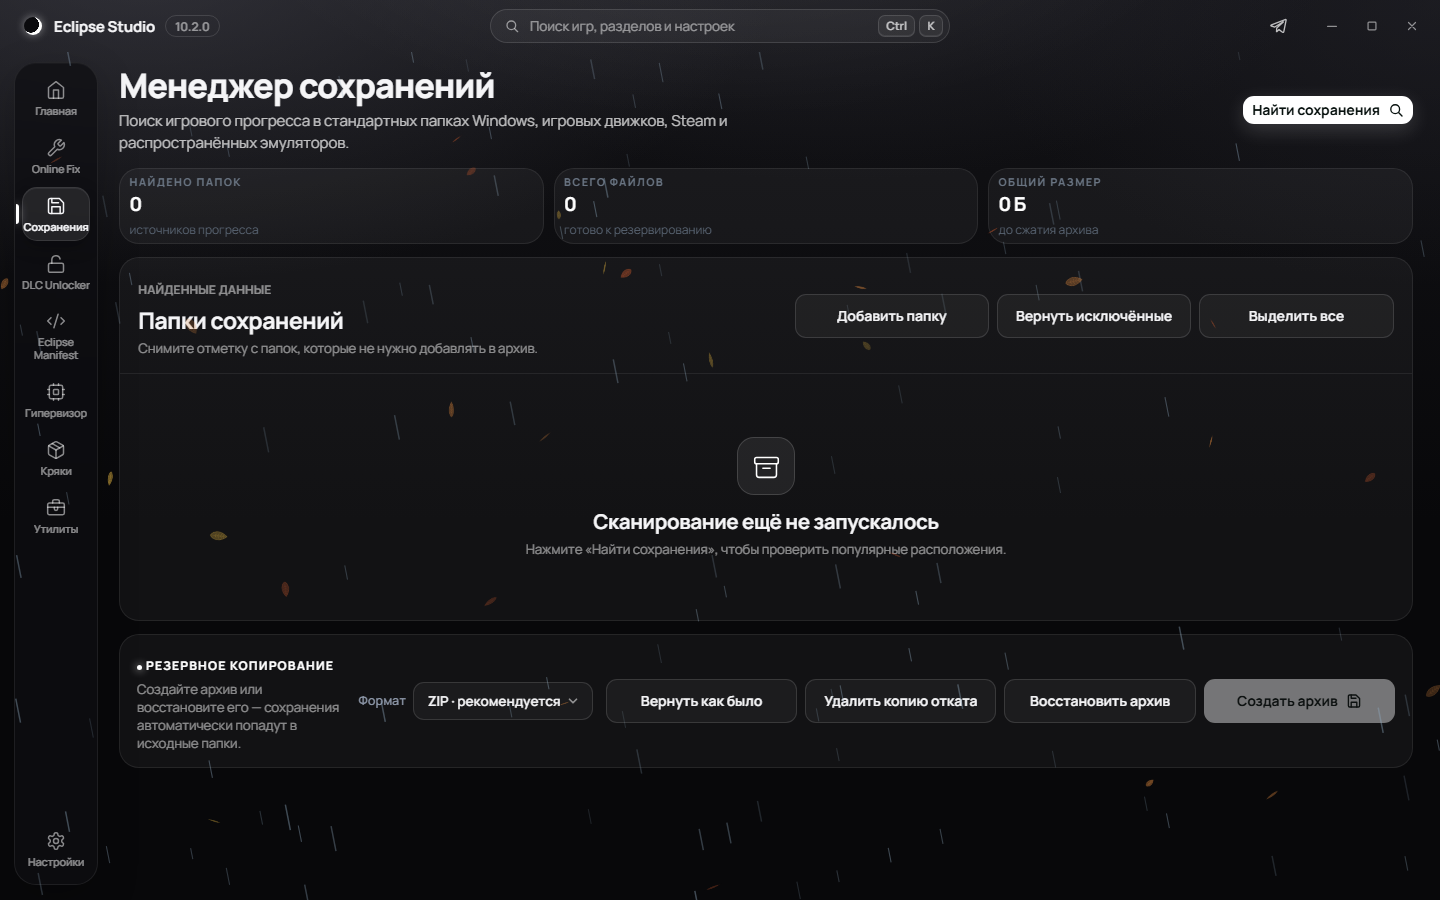 Eclipse Studio 10.2.0
Поиск игр, разделов и настроек Ctrl K
Главная
Online Fix
Сохранения
DLC Unlocker
Eclipse
Manifest
Гипервизор
Кряки
Утилиты
Настройки
Менеджер сохранений
Поиск игрового прогресса в стандартных папках Windows, игровых движков, Steam и
распространённых эмуляторов.
Найти сохранения
НАЙДЕНО ПАПОК
0
источников прогресса
ВСЕГО ФАЙЛОВ
0
готово к резервированию
ОБЩИЙ РАЗМЕР
0 Б
до сжатия архива
НАЙДЕННЫЕ ДАННЫЕ
Папки сохранений
Снимите отметку с папок, которые не нужно добавлять в архив.
Добавить папку
Вернуть исключённые
Выделить все
Сканирование ещё не запускалось
Нажмите «Найти сохранения», чтобы проверить популярные расположения.
РЕЗЕРВНОЕ КОПИРОВАНИЕ
Создайте архив или
восстановите его — сохранения
автоматически попадут в
исходные папки.
Формат
ZIP · рекомендуется
Вернуть как было
Удалить копию отката
Восстановить архив
Создать архив